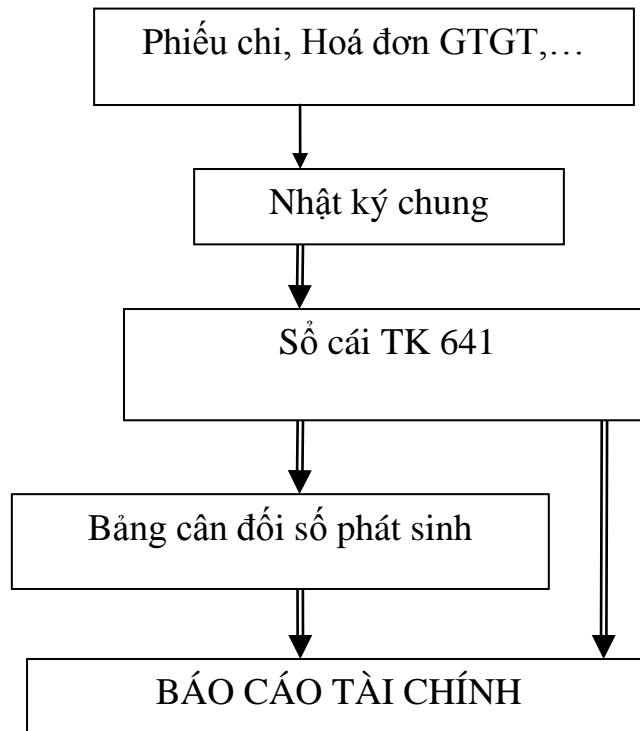 Phiếu chi, Hoá đơn GTGT,…
Nhật ký chung
Sổ cái TK 641
Bảng cân đối số phát sinh
BÁO CÁO TÀI CHÍNH